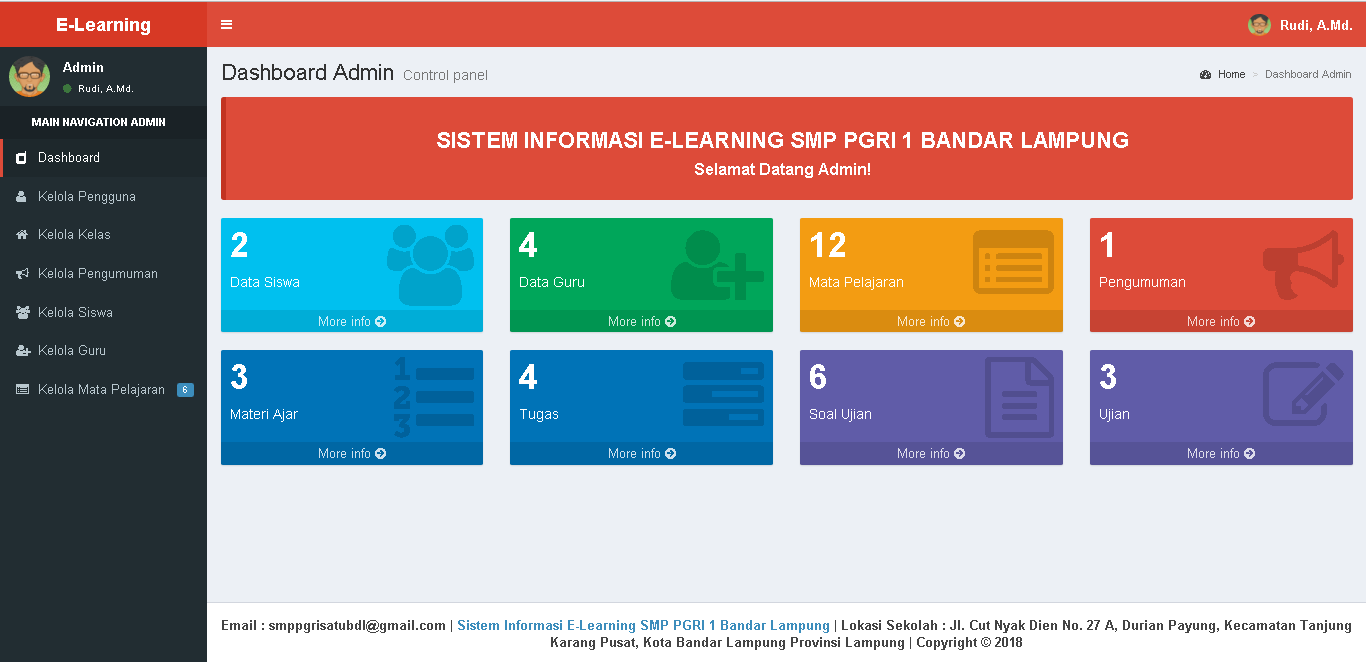 E-Learning
Rudi, A.Md.
Admin
Rudi, A.Md.
MAIN NAVIGATION ADMIN
Dashboard
Kelola Pengguna
Kelola Kelas
Kelola Pengumuman
Kelola Siswa
Kelola Guru
Kelola Mata Pelajaran 6
Dashboard Admin Control panel
Home > Dashboard Admin
SISTEM INFORMASI E-LEARNING SMP PGRI 1 BANDAR LAMPUNG
Selamat Datang Admin!
2
Data Siswa
More info
4
Data Guru
More info
12
Mata Pelajaran
More info
1
Pengumuman
More info
3
Materi Ajar
1
2
3
More info
4
Tugas
More info
6
Soal Ujian
More info
3
Ujian
More info
Email : smppgrisatubdl@gmail.com | Sistem Informasi E-Learning SMP PGRI 1 Bandar Lampung | Lokasi Sekolah : Jl. Cut Nyak Dien No. 27 A, Durian Payung, Kecamatan Tanjung
Karang Pusat, Kota Bandar Lampung Provinsi Lampung | Copyright © 2018